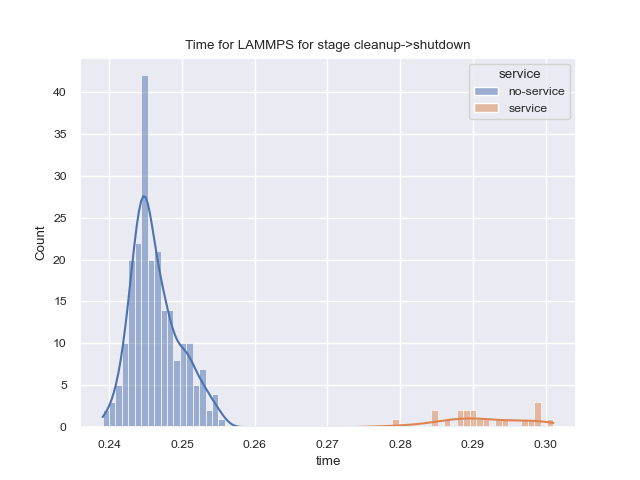 Time for LAMMPS for stage cleanup->shutdown
service
no-service
service
40
35
30
25
20
15
10
5
0
Count
0.24 0.25 0.26 0.27 0.28 0.29 0.30
time